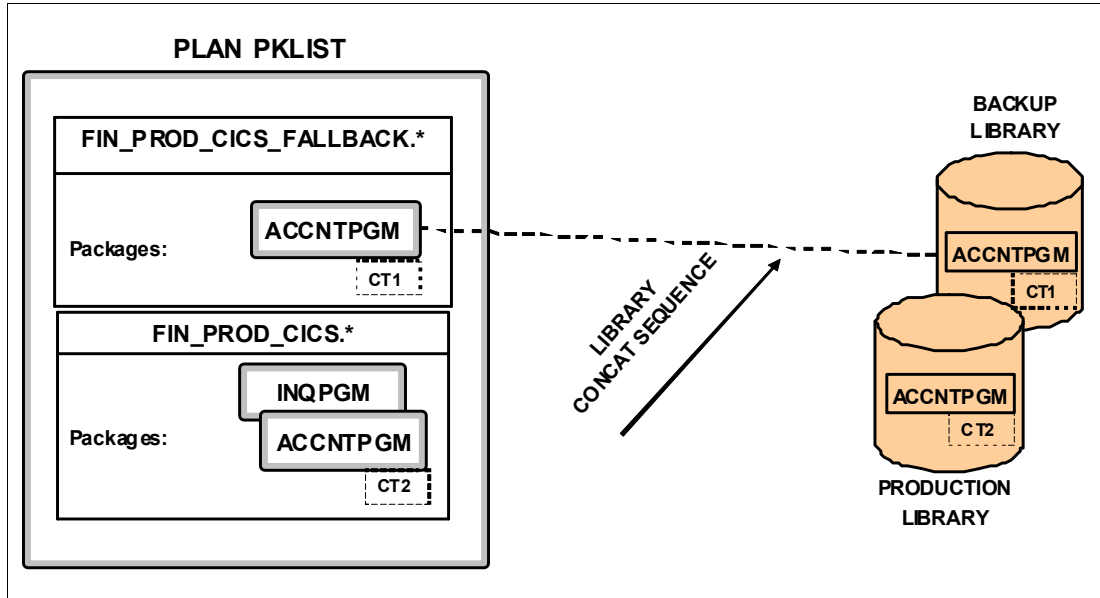 PLAN PKLIST
FIN_PROD_CICS_FALLBACK.*
Packages:
ACCNTPGM
CT1
FIN_PROD_CICS.*
Packages:
INQPGM
ACCNTPGM
CT2
LIBRARY
CONCAT SEQUENCE
BACKUP
LIBRARY
ACCNTPGM
CT1
ACCNTPGM
CT2
PRODUCTION
LIBRARY